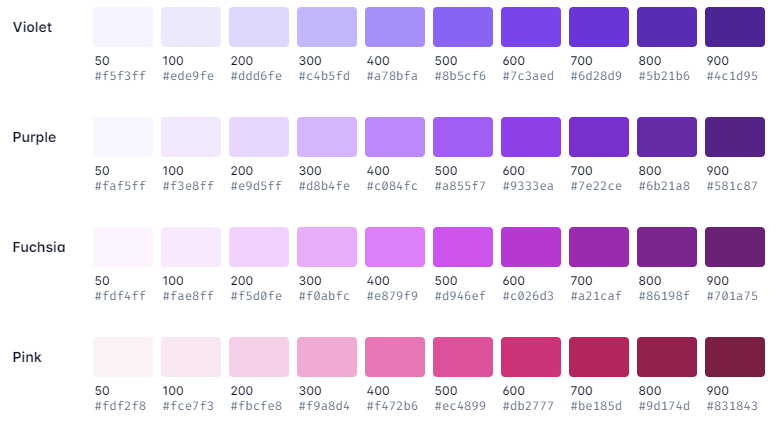 Violet
50 100 200 300 400 500 600 700 800 900
#f5f3ff #ede9fe #ddd6fe #c4b5fd #a78bfa #8b5cf6 #7c3aed #6d28d9 #5b21b6 #4c1d95
Purple
50 100 200 300 400 500 600 700 800 900
#faf5ff #f3e8ff #e9d5ff #d8b4fe #c084fc #a855f7 #9333ea #7e22ce #6b21a8 #581c87
Fuchsia
50 100 200 300 400 500 600 700 800 900
#fdf4ff #fae8ff #f5d0fe #f0abfc #e879f9 #d946ef #c026d3 #a21caf #86198f #701a75
Pink
50 100 200 300 400 500 600 700 800 900
#fdf2f8 #fce7f3 #fbcfe8 #f9a8d4 #f472b6 #ec4899 #db2777 #be185d #9d174d #831843